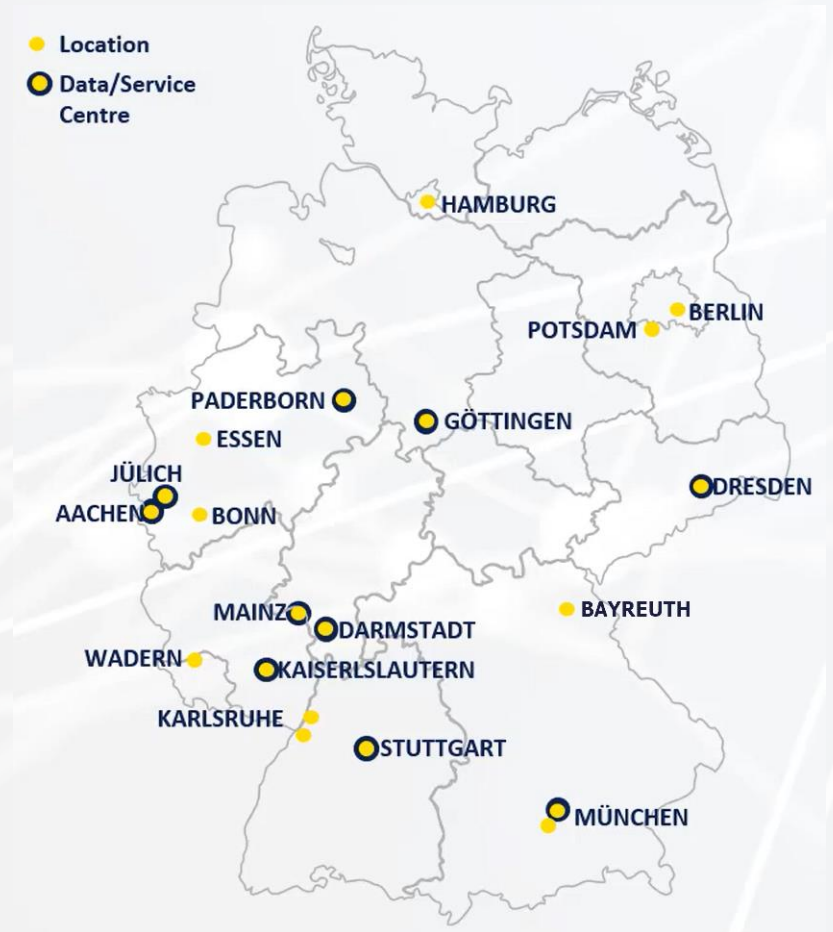 Location
Data/Service
Centre
HAMBURG
BERLIN
POTSDAM
PADERBORN
GÖTTINGEN
ESSEN
JÜLICH
DRESDEN
AACHEN
BONN
BAYREUTH
MAINZ
DARMSTADT
WADERN
KAISERLSLAUTERN
KARLSRUHE
STUTTGART
MÜNCHEN